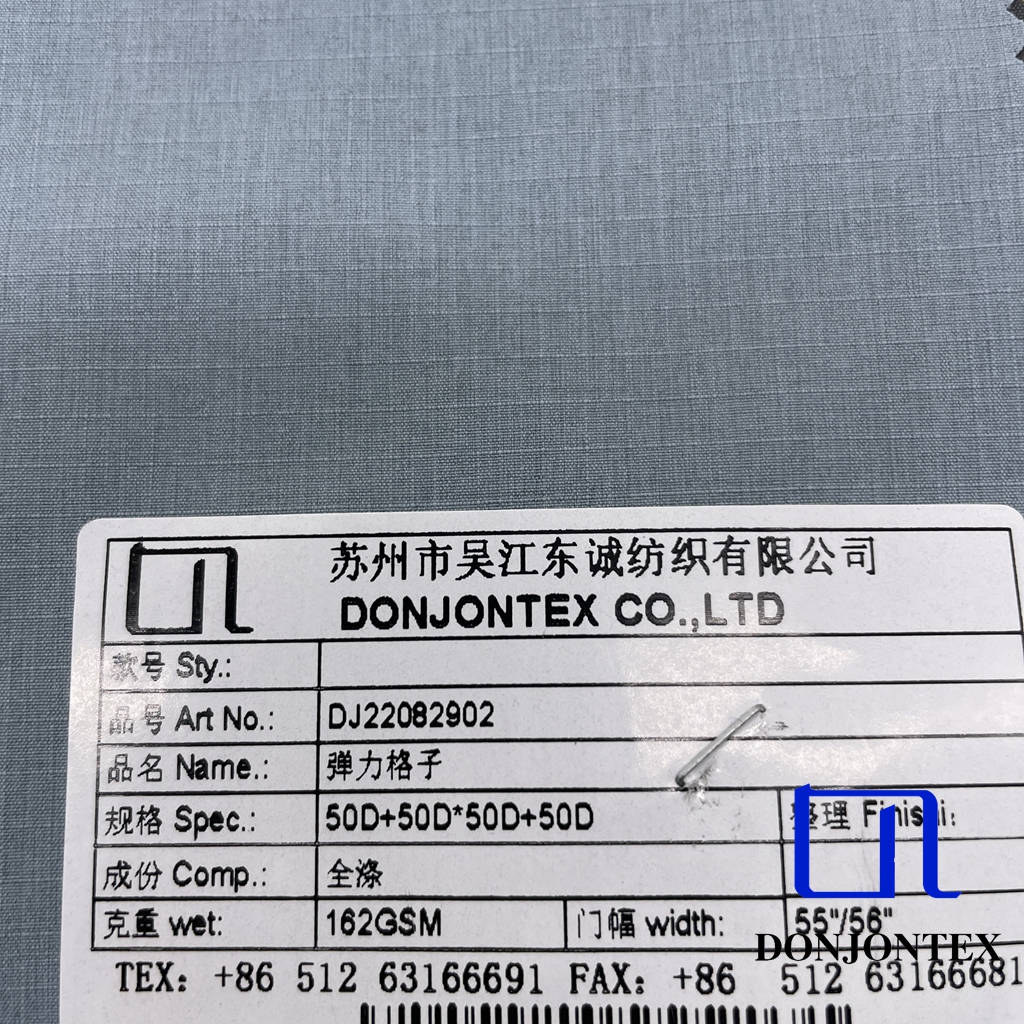 苏州市吴江东诚纺织有限公司
DONJONTEX CO.,LTD
款号 Sty.:
品号 Art No.: DJ22082902
品名 Name.: 弹力格子
规格 Spec.: 50D+50D*50D+50D 整理 Finishi:
成份 Comp.: 全涤
克重 wet: 162GSM 门幅 width: 55"/56"
DONJONTEX
TEX: +86 512 63166691 FAX: +86 512 63166681